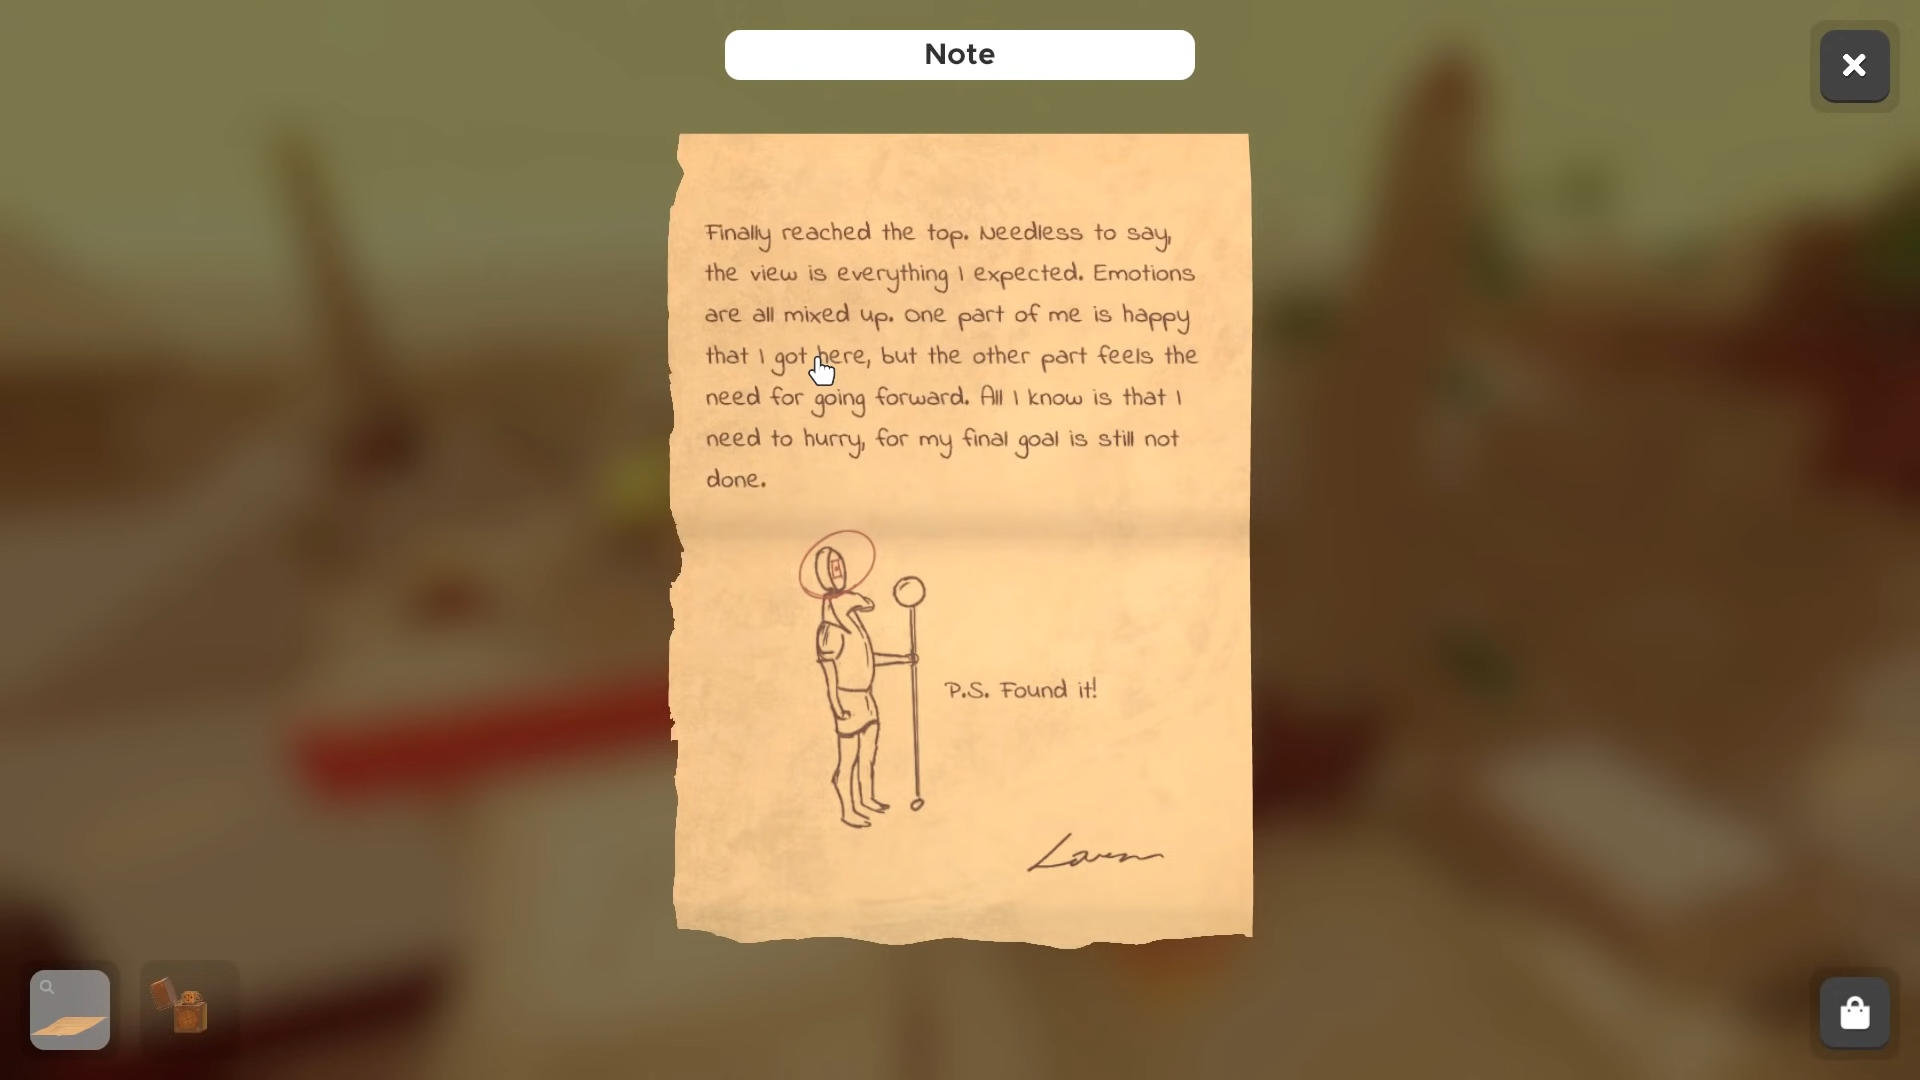 Note
Finally reached the top. Needless to say,
the view is everything I expected. Emotions
are all mixed up. One part of me is happy
that I got here, but the other part feels the
need for going forward. All I know is that I
need to hurry, for my final goal is still not
done.
P.S. Found it!